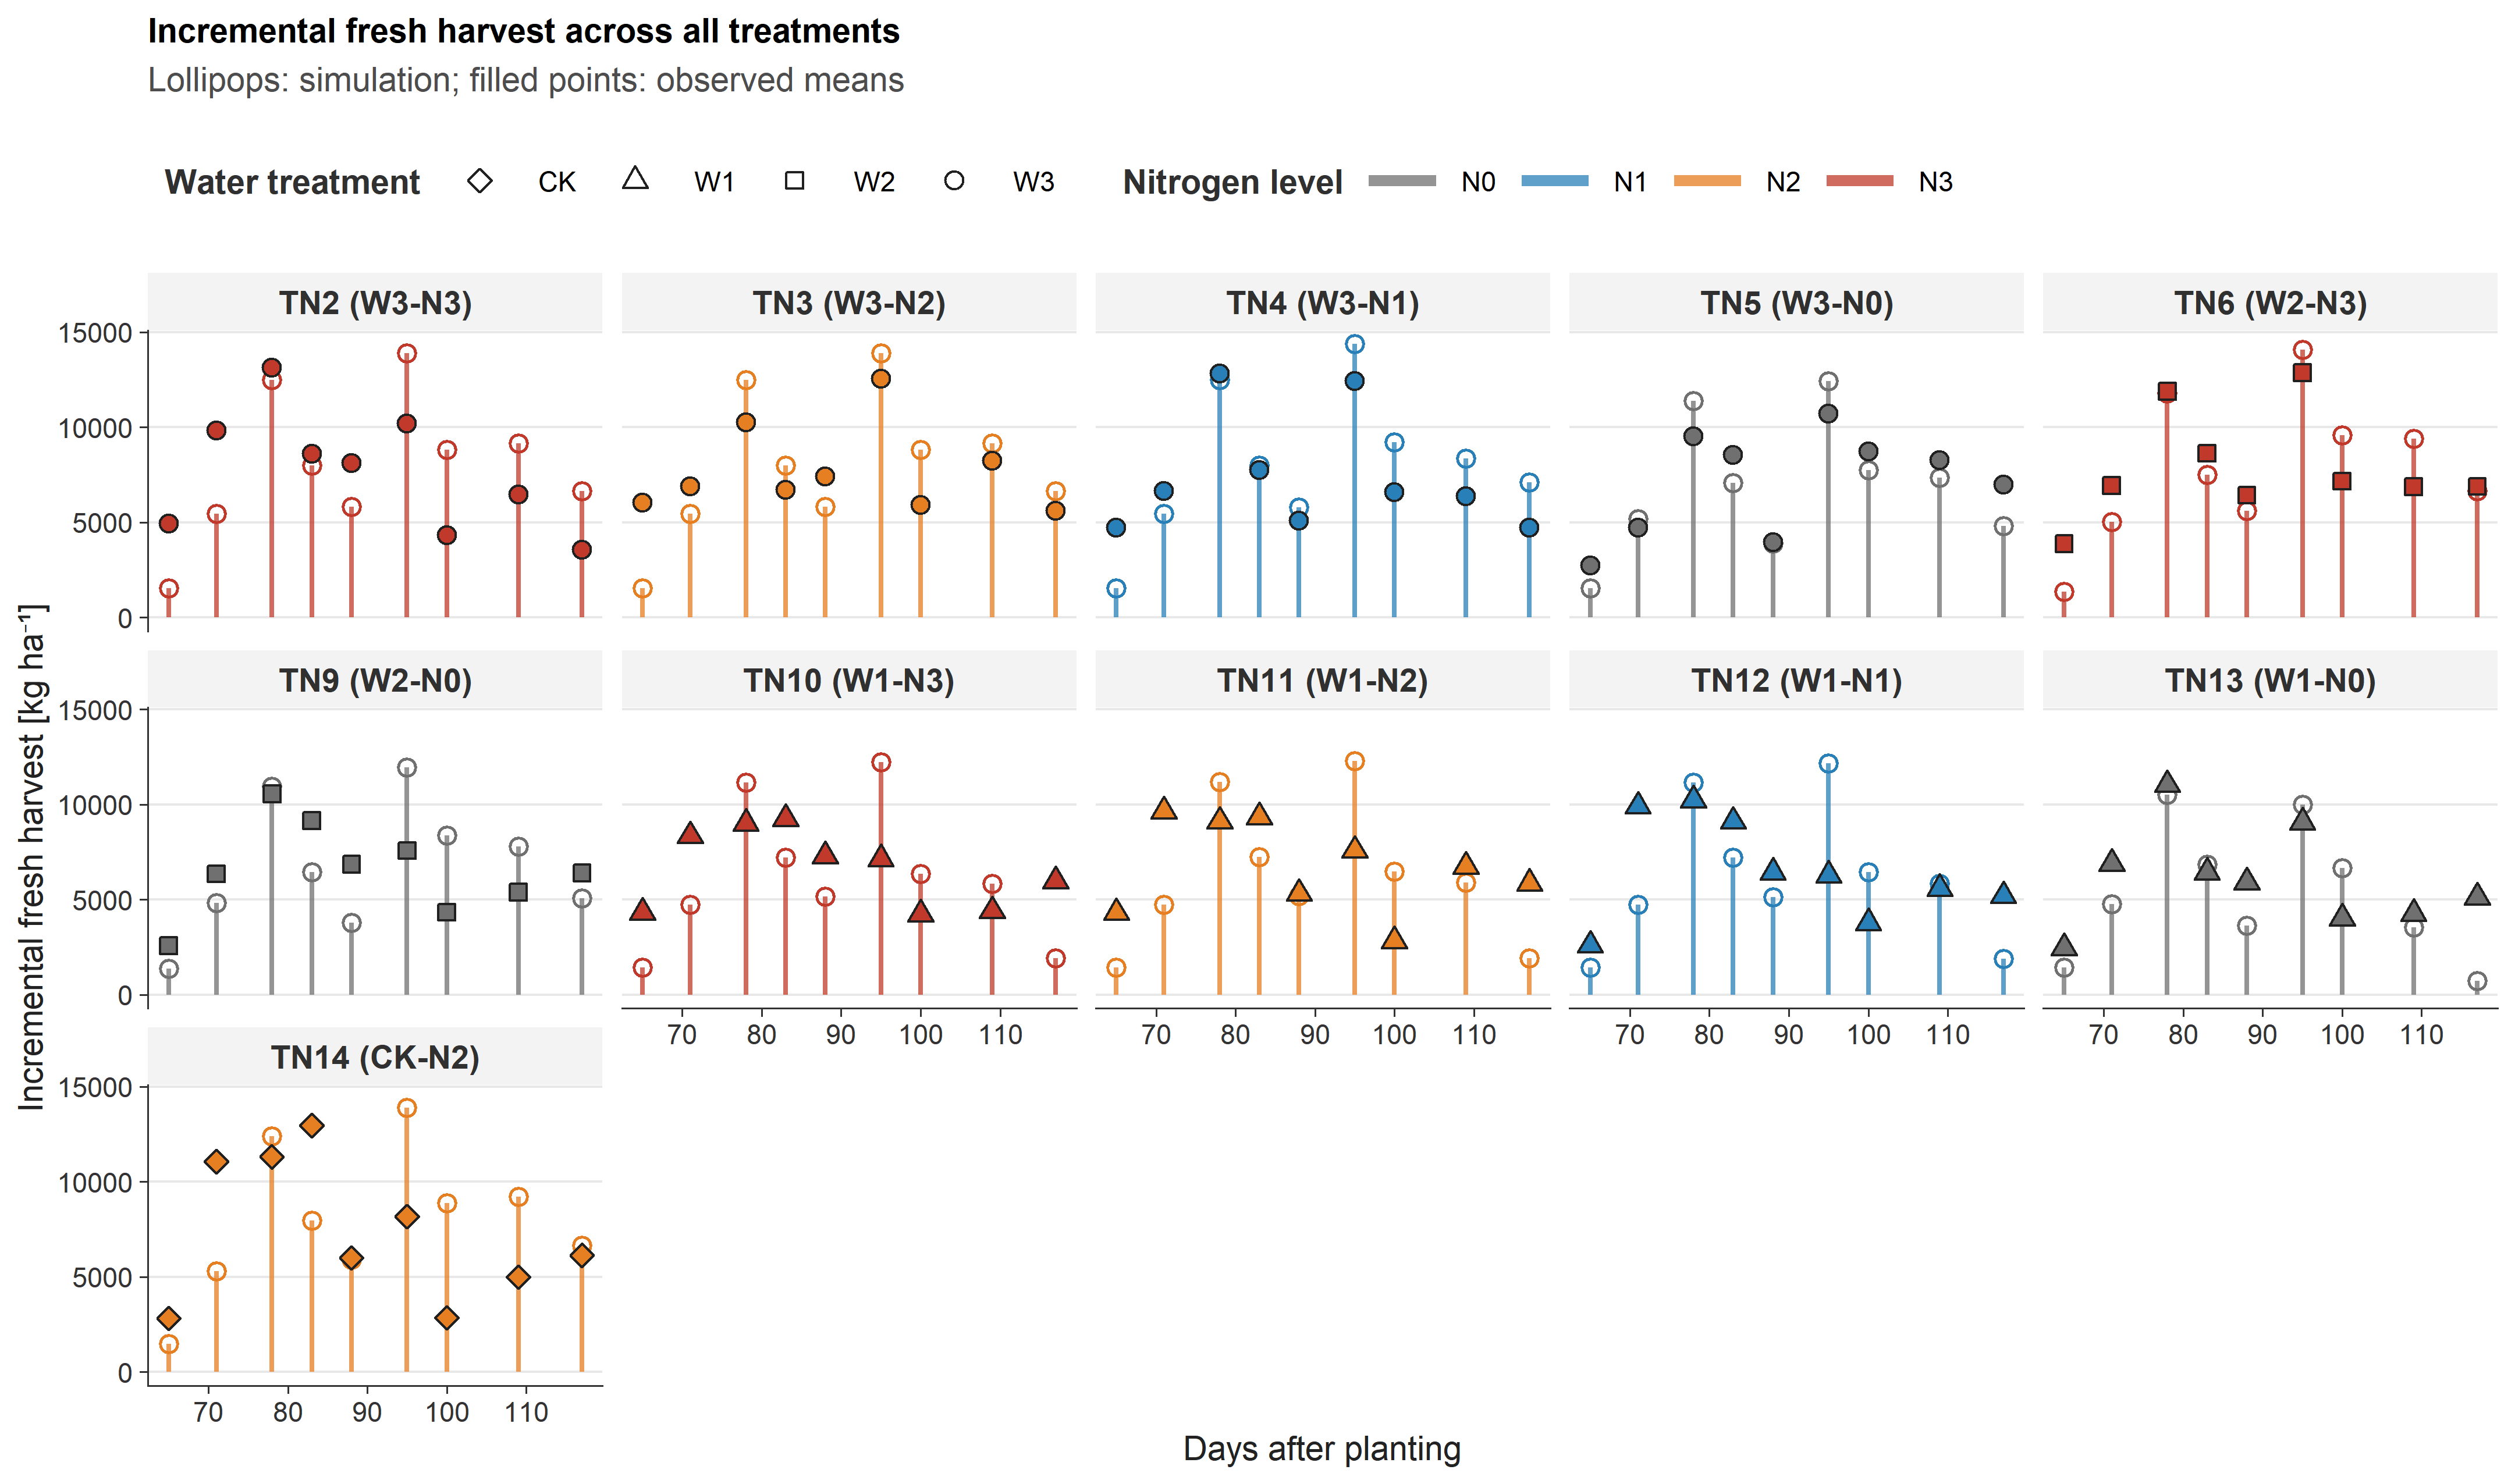 Incremental fresh harvest across all treatments
Lollipops: simulation; filled points: observed means
Water treatment CK W1 W2 W3 Nitrogen level N0 N1 N2 N3
TN2 (W3-N3) TN3 (W3-N2) TN4 (W3-N1) TN5 (W3-N0) TN6 (W2-N3)
15000
10000
5000
0
TN9 (W2-N0) TN10 (W1-N3) TN11 (W1-N2) TN12 (W1-N1) TN13 (W1-N0)
15000
10000
5000
0
70 80 90 100 110 70 80 90 100 110 70 80 90 100 110 70 80 90 100 110
TN14 (CK-N2)
15000
10000
5000
0
70 80 90 100 110
Incremental fresh harvest [kg ha⁻¹]
Days after planting